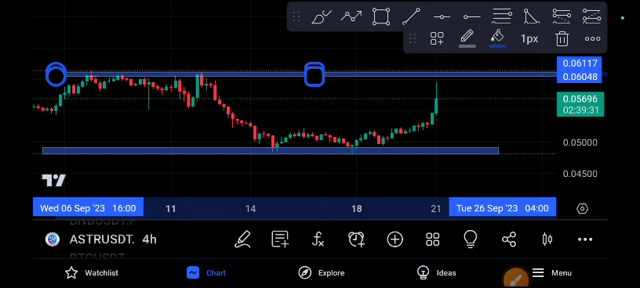 1px
0.06117
0.06048
0.05696
02:39:31
0.05000
0.04500
Wed 06 Sep '23 16:00
11
14
18
21
Tue 26 Sep '23 04:00
ASTRUSDT. 4h
Watchlist
Chart
Explore
Ideas
Menu